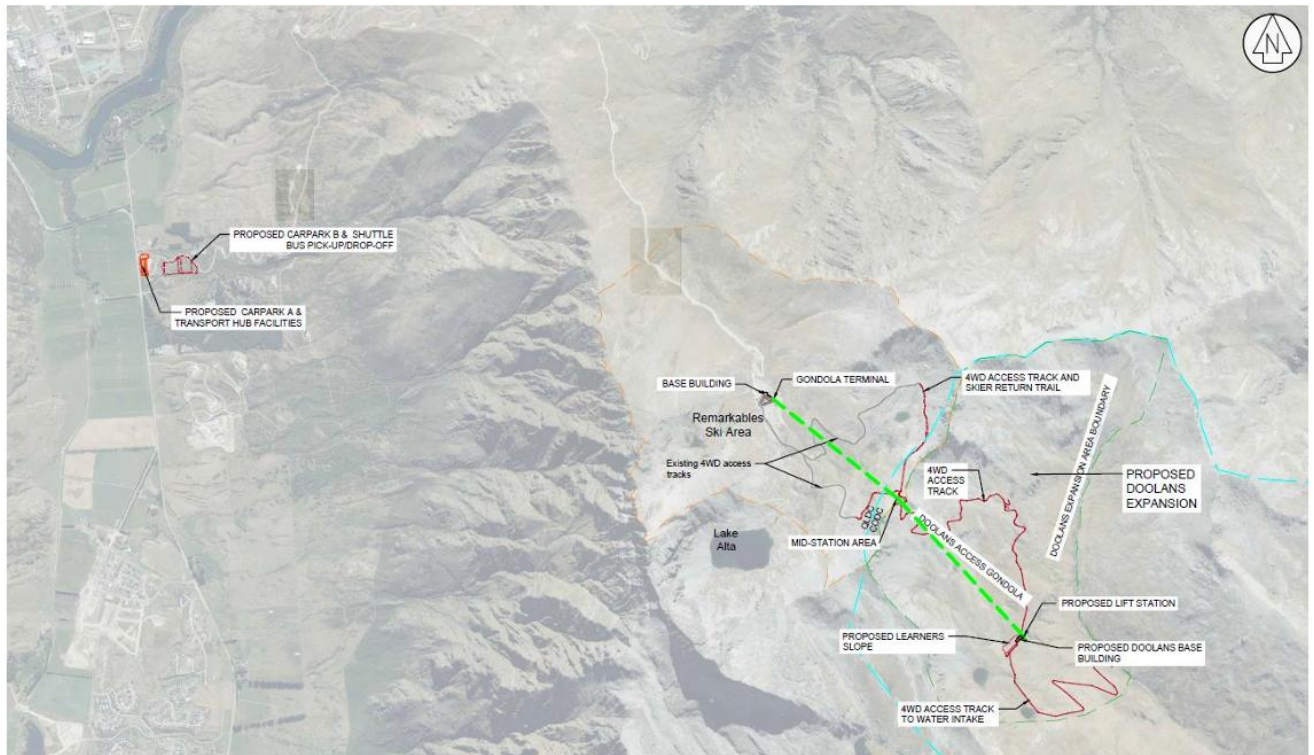 N
PROPOSED CARPARK B & SHUTTLE
BUS PICK-UP/DROP-OFF
PROPOSED CARPARK A &
TRANSPORT HUB FACILITIES
BASE BUILDING
GONDOLA TERMINAL
4WD ACCESS TRACK AND
SKIER RETURN TRAIL
Remarkables
Ski Area
Existing 4WD access
tracks
4WD
ACCESS
TRACK
PROPOSED
DOOLANS
EXPANSION
DOOLANS EXPANSION AREA BOUNDARY
QLDC
CODC
Lake
Alta
MID-STATION AREA
DOOLANS ACCESS GONDOLA
PROPOSED LIFT STATION
PROPOSED LEARNERS
SLOPE
PROPOSED DOOLANS BASE
BUILDING
4WD ACCESS TRACK
TO WATER INTAKE